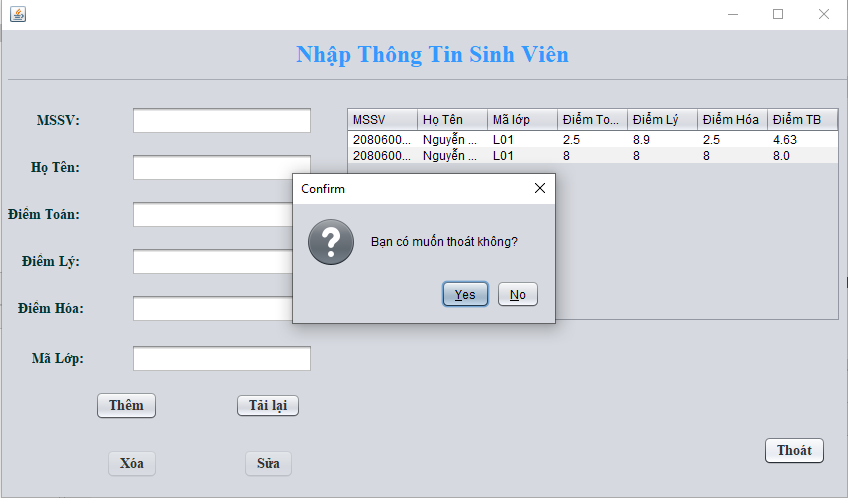 Nhập Thông Tin Sinh Viên
MSSV:
Họ Tên:
Điểm Toán:
Điểm Lý:
Điểm Hóa:
Mã Lớp:
MSSV Họ Tên Mã lớp Điểm To... Điểm Lý Điểm Hóa Điểm TB
2080600... Nguyễn ... L01 2.5 8.9 2.5 4.63
2080600... Nguyễn ... L01 8 8 8 8.0
Confirm
Bạn có muốn thoát không?
Yes No
Thêm Tải lại
Xóa Sửa
Thoát